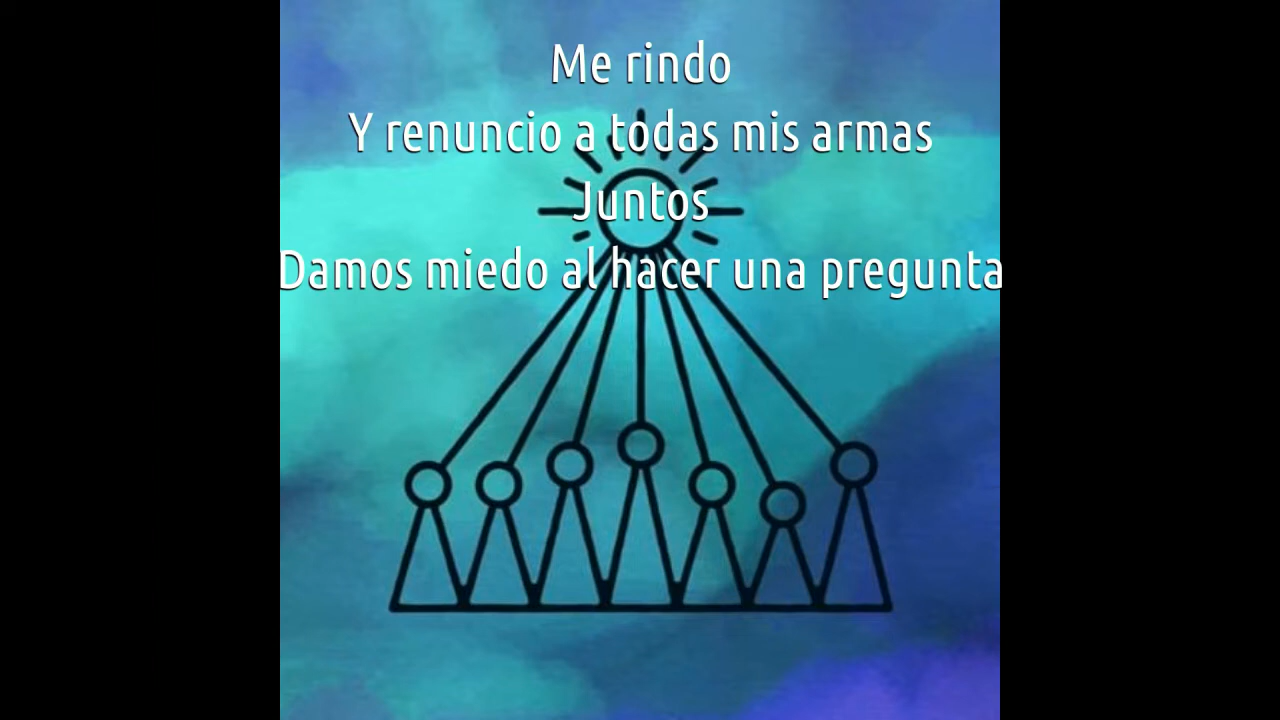 Me rindo
Y renuncio a todas mis armas
Juntos
Damos miedo al hacer una pregunta